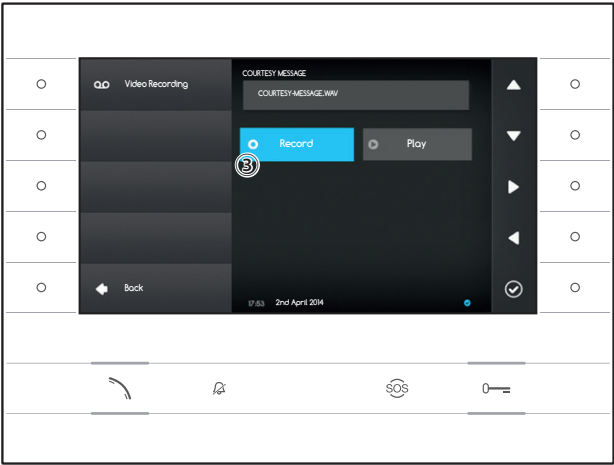 Video Recording
COURTESY MESSAGE
COURTESY-MESSAGE.WAV
Record
Play
③
Back
17:53 2nd April 2014
SOS